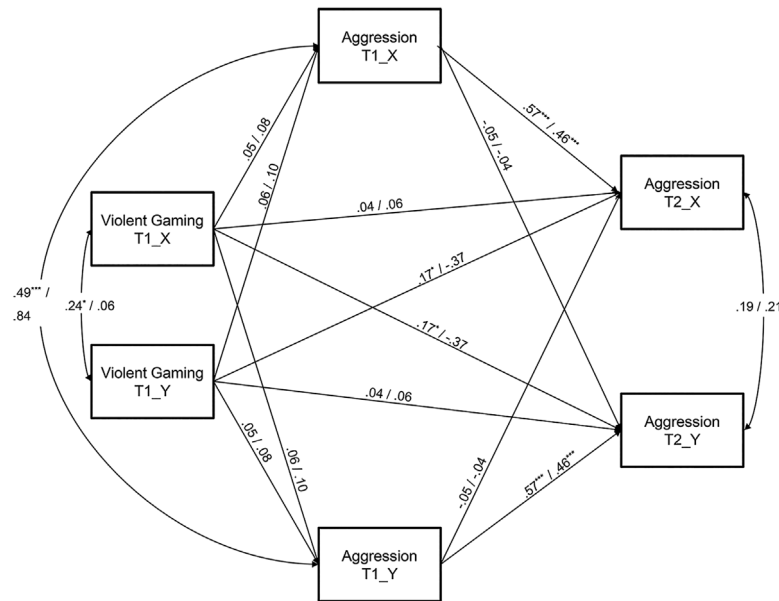 Aggression
T1_X
.57*** / .46***
.05 / .08
-.05 / -.04
.06 / .10
Aggression
T2_X
Violent Gaming
T1_X
.04 / .06
.17* / -.37
.49*** /
.84
.24* / .06
.19 / .21
.17* / -.37
Violent Gaming
T1_Y
.04 / .06
Aggression
T2_Y
.05 / .08
.06 / .10
-.05 / -.04
.57*** / .46***
Aggression
T1_Y